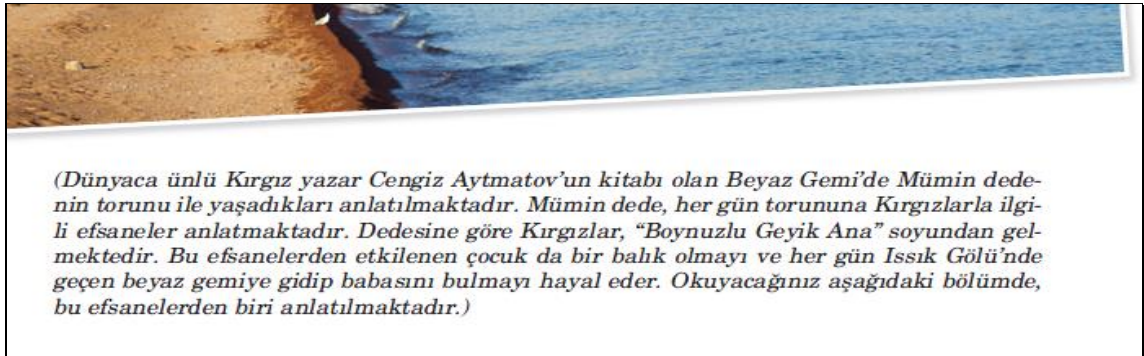 (Dünyaca ünlü Kırgız yazar Cengiz Aytmatov’un kitabı olan Beyaz Gemi’de Mümin dede-
nin torunu ile yaşadıkları anlatılmaktadır. Mümin dede, her gün torununa Kırgızlarla ilgi-
li efsaneler anlatmaktadır. Dedesine göre Kırgızlar, “Boynuzlu Geyik Ana” soyundan gel-
mektedir. Bu efsanelerden etkilenen çocuk da bir balık olmayı ve her gün Issık Gölü’nde
geçen beyaz gemiye gidip babasını bulmayı hayal eder. Okuyacağınız aşağıdaki bölümde,
bu efsanelerden biri anlatılmaktadır.)